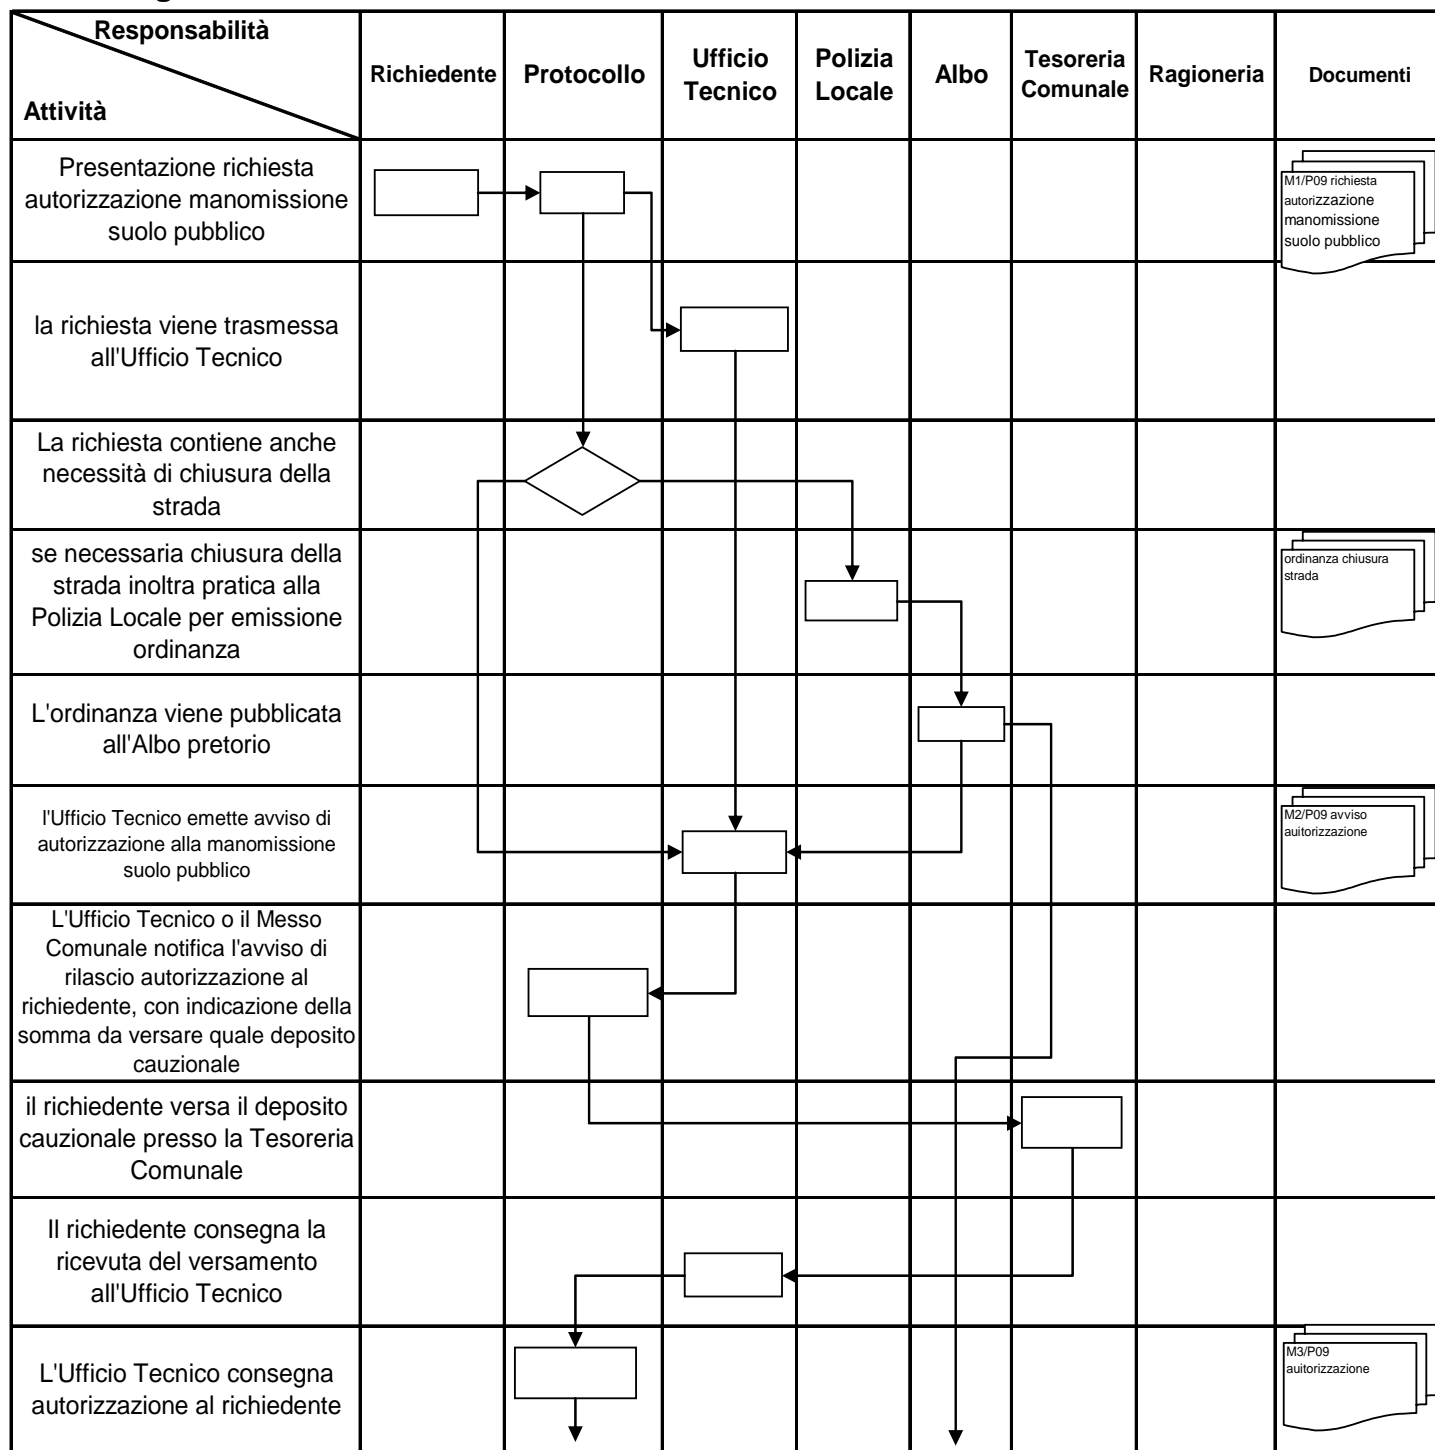 Responsabilità
Attività
Richiedente
Protocollo
Ufficio
Tecnico
Polizia
Locale
Albo
Tesoreria
Comunale
Ragioneria
Documenti
Presentazione richiesta
autorizzazione manomissione
suolo pubblico
M1/P09 richiesta
autorizzazione
manomissione
suolo pubblico
la richiesta viene trasmessa
all'Ufficio Tecnico
La richiesta contiene anche
necessità di chiusura della
strada
se necessaria chiusura della
strada inoltra pratica alla
Polizia Locale per emissione
ordinanza
ordinanza chiusura
strada
L'ordinanza viene pubblicata
all'Albo pretorio
l'Ufficio Tecnico emette avviso di
autorizzazione alla manomissione
suolo pubblico
M2/P09 avviso
auitorizzazione
L'Ufficio Tecnico o il Messo
Comunale notifica l'avviso di
rilascio autorizzazione al
richiedente, con indicazione della
somma da versare quale deposito
cauzionale
il richiedente versa il deposito
cauzionale presso la Tesoreria
Comunale
Il richiedente consegna la
ricevuta del versamento
all'Ufficio Tecnico
L'Ufficio Tecnico consegna
autorizzazione al richiedente
M3/P09
auitorizzazione